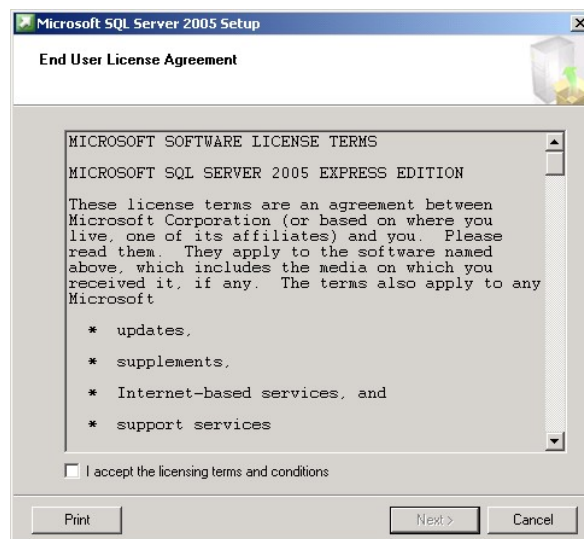 Microsoft SQL Server 2005 Setup
End User License Agreement
MICROSOFT SOFTWARE LICENSE TERMS
MICROSOFT SQL SERVER 2005 EXPRESS EDITION
These license terms are an agreement between
Microsoft Corporation (or based on where you
live, one of its affiliates) and you.  Please
read them.  They apply to the software named
above, which includes the media on which you
received it, if any.  The terms also apply to any
Microsoft
* updates,
* supplements,
* Internet-based services, and
* support services
I accept the licensing terms and conditions
Print
Next >
Cancel